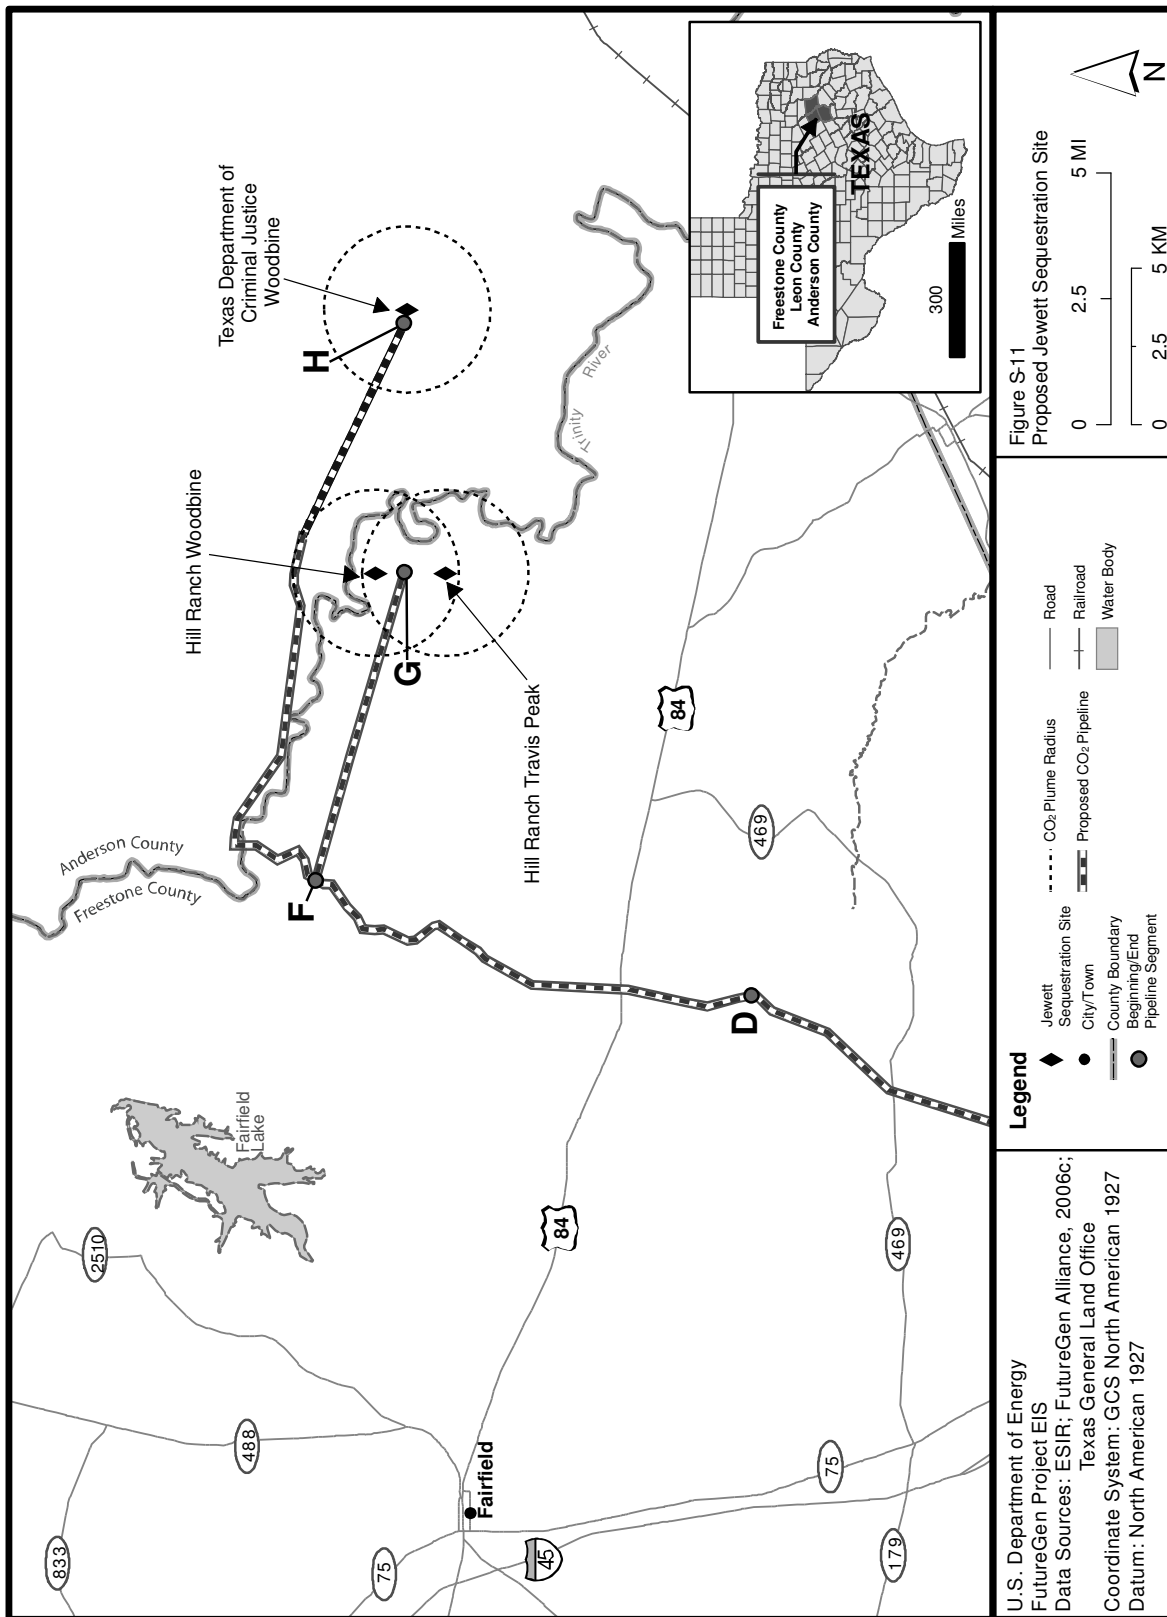 Anderson County
Freestone County
Texas Department of
Criminal Justice
Woodbine
H
Hill Ranch Woodbine
G
F
Hill Ranch Travis Peak
Trinity
River
Fairfield
Lake
2510
488
833
84
84
469
D
Fairfield
75
45
469
75
179
Freestone County
Leon County
Anderson County
TEXAS
300
Miles
U.S. Department of Energy
FutureGen Project EIS
Data Sources: ESIR; FutureGen Alliance, 2006c;
Texas General Land Office
Coordinate System: GCS North American 1927
Datum: North American 1927
Legend
Jewett
Sequestration Site
City/Town
County Boundary
Beginning/End
Pipeline Segment
CO₂ Plume Radius
Proposed CO₂ Pipeline
Road
Railroad
Water Body
Figure S-11
Proposed Jewett Sequestration Site
0 2.5 5 MI
0 2.5 5 KM
N